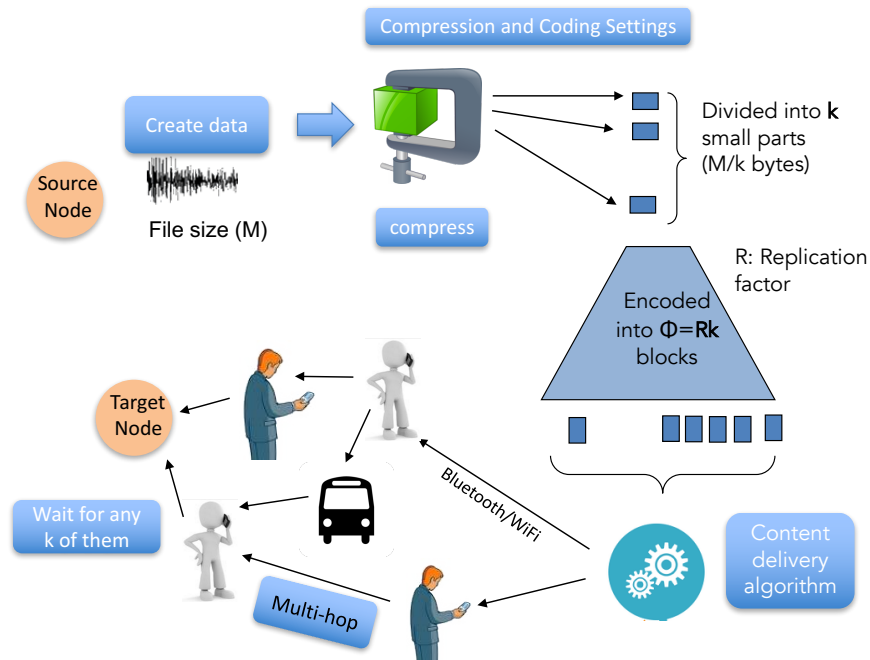 Compression and Coding Settings
Create data
Source
Node
File size (M)
compress
Divided into k
small parts
(M/k bytes)
R: Replication
factor
Encoded
into Φ=Rk
blocks
Target
Node
Bluetooth/WiFi
Wait for any
k of them
Multi-hop
Content
delivery
algorithm